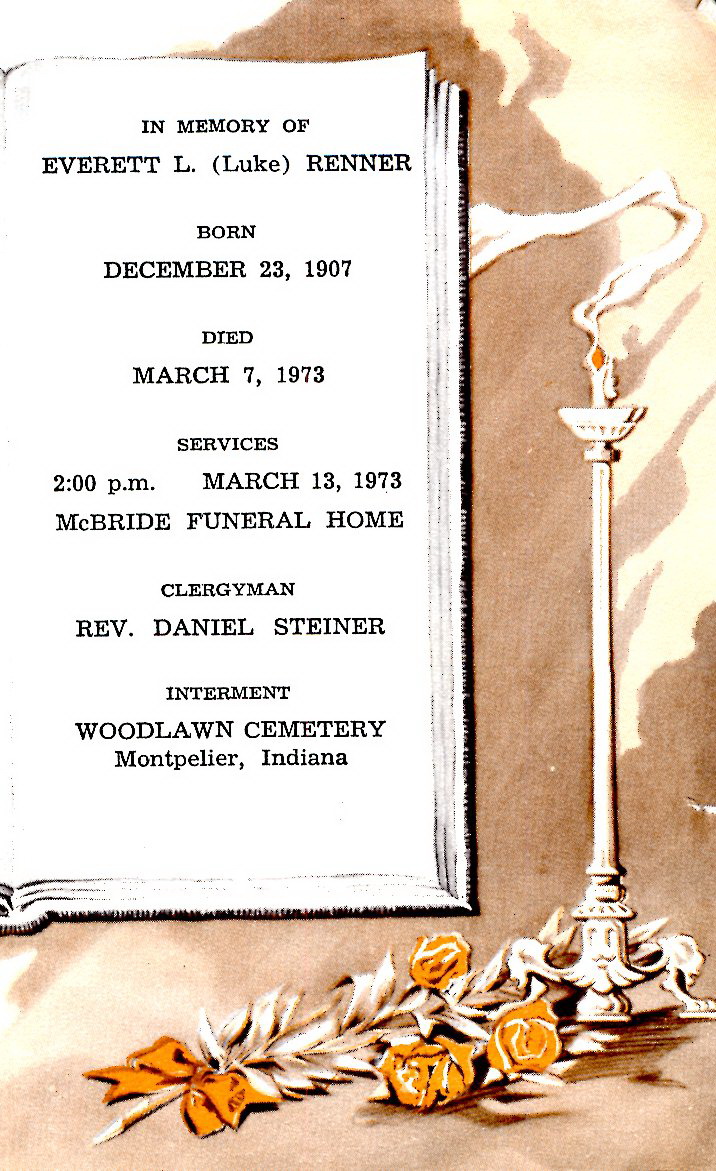 IN MEMORY OF
EVERETT L. (Luke) RENNER
BORN
DECEMBER 23, 1907
DIED
MARCH 7, 1973
SERVICES
2:00 p.m. MARCH 13, 1973
McBRIDE FUNERAL HOME
CLERGYMAN
REV. DANIEL STEINER
INTERMENT
WOODLAWN CEMETERY
Montpelier, Indiana